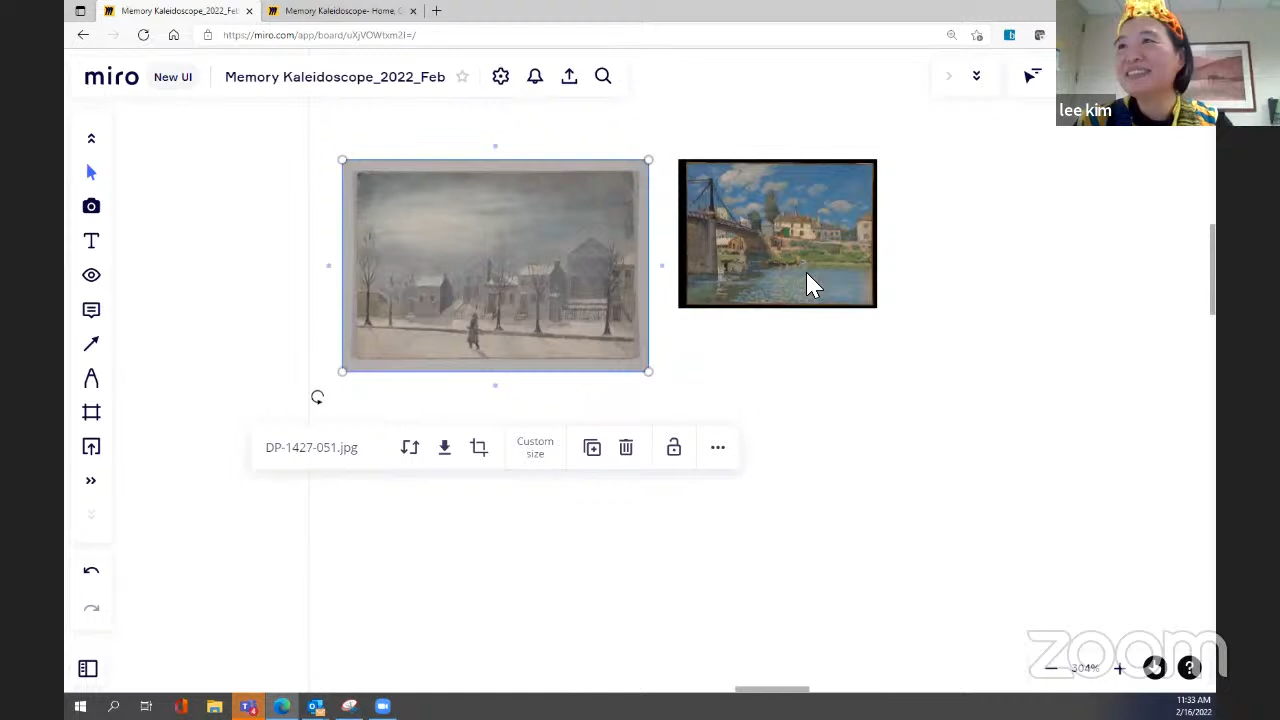 Memory Kaleidoscope_2022_Fe
Memory Kaleidoscope- Home, C
https://miro.com/app/board/uXjVOWtxm2I=/
miro
New UI
Memory Kaleidoscope_2022_Feb
lee kim
DP-1427-051.jpg
Custom
size
304%
zoom
11:33 AM
2/16/2022